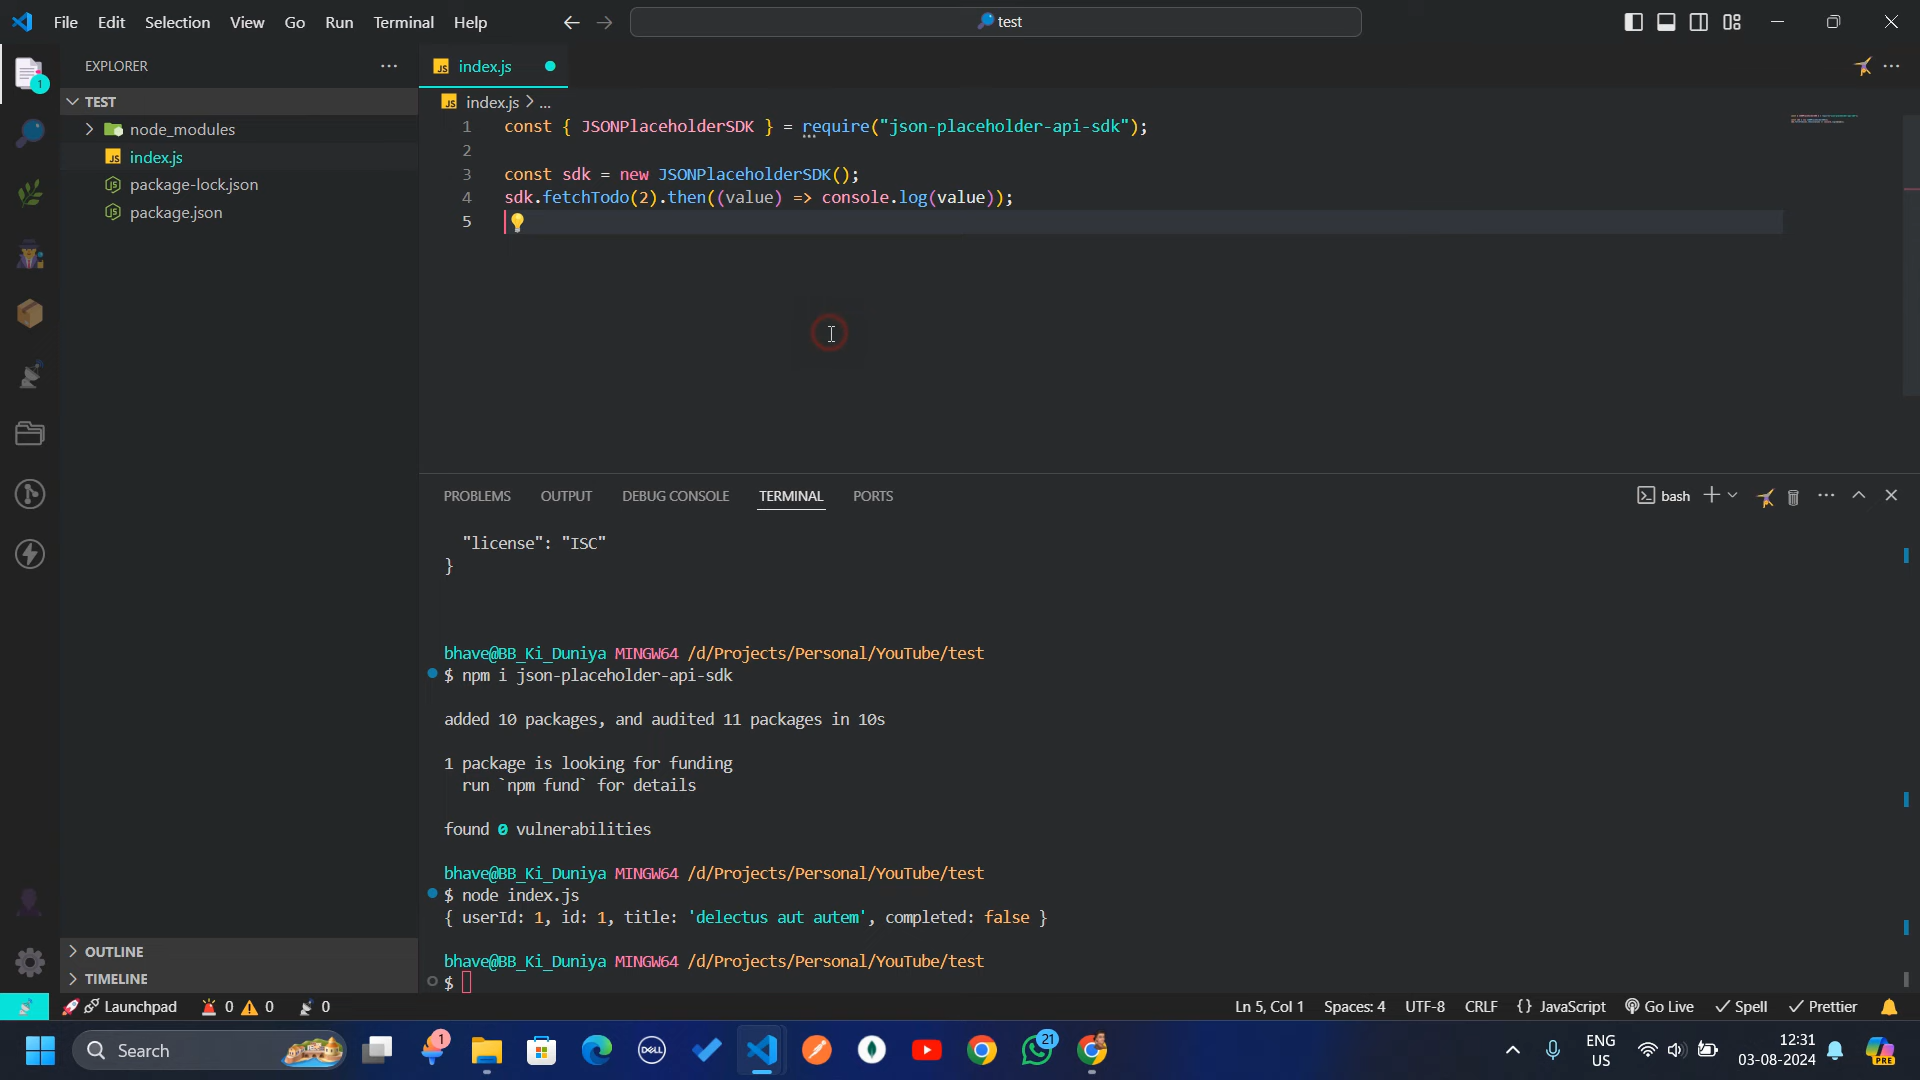 File Edit Selection View Go Run Terminal Help
test
EXPLORER
TEST
node_modules
index.js
package-lock.json
package.json
OUTLINE
TIMELINE
1
index.js
index.js > ...
1 const { JSONPlaceholderSDK } = require("json-placeholder-api-sdk");
2
3 const sdk = new JSONPlaceholderSDK();
4 sdk.fetchTodo(2).then((value) => console.log(value));
5
PROBLEMS OUTPUT DEBUG CONSOLE TERMINAL PORTS
bash
"license": "ISC"
}
bhave@BB_Ki_Duniya MINGW64 /d/Projects/Personal/YouTube/test
$ npm i json-placeholder-api-sdk
added 10 packages, and audited 11 packages in 10s
1 package is looking for funding
run `npm fund` for details
found 0 vulnerabilities
bhave@BB_Ki_Duniya MINGW64 /d/Projects/Personal/YouTube/test
$ node index.js
{ userId: 1, id: 1, title: 'delectus aut autem', completed: false }
bhave@BB_Ki_Duniya MINGW64 /d/Projects/Personal/YouTube/test
$
Launchpad 0 0 0
Ln 5, Col 1 Spaces: 4 UTF-8 CRLF {} JavaScript Go Live Spell Prettier
Search
1
DELL
21
ENG
US
12:31
03-08-2024
PRE